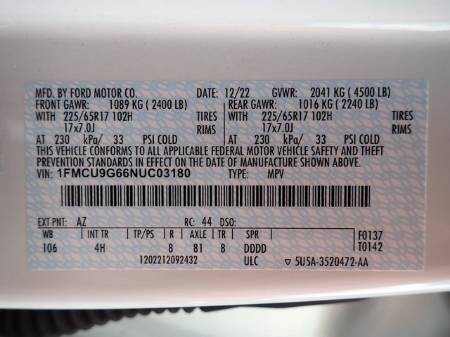 MFD. BY FORD MOTOR CO. 12/22 GVWR: 2041 KG ( 4500 LB)
FRONT GAWR: 1089 KG ( 2400 LB) REAR GAWR: 1016 KG ( 2240 LB)
WITH 225/65R17 102H TIRES WITH 225/65R17 102H TIRES
17x7.0J RIMS 17x7.0J RIMS
AT 230 kPa/ 33 PSI COLD AT 230 kPa/ 33 PSI COLD
THIS VEHICLE CONFORMS TO ALL APPLICABLE FEDERAL MOTOR VEHICLE SAFETY AND
THEFT PREVENTION STANDARDS IN EFFECT ON THE DATE OF MANUFACTURE SHOWN ABOVE.
VIN: 1FMCU9G66NUC03180 TYPE: MPV
EXT PNT: AZ RC: 44 DSO: F0137
WB INT TR TP/PS R AXLE TR SPR T0142
106 4H 8 81 8 DDDD
1202212092432 ULC ▽ 5U5A-3520472-AA